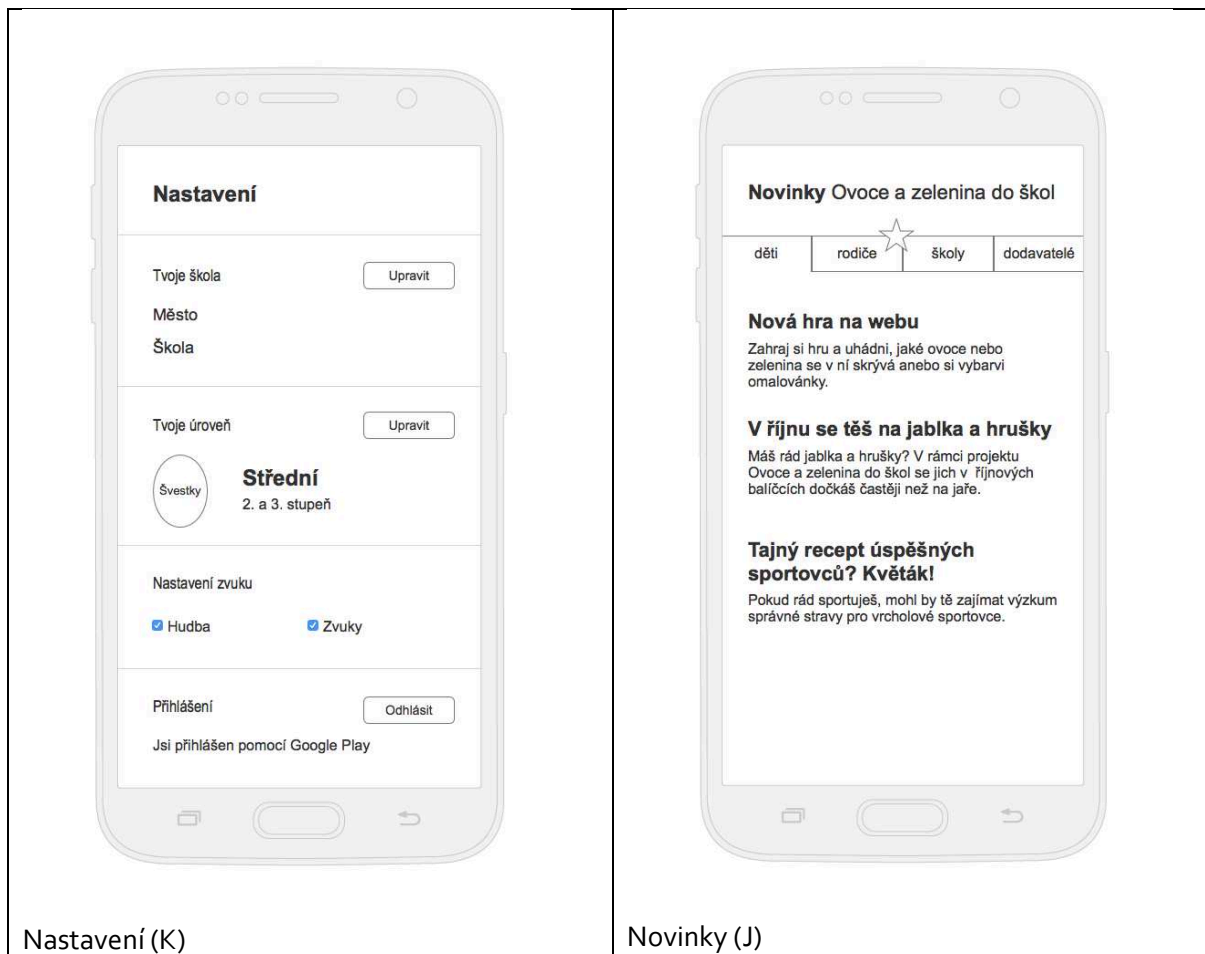 Nastavení
Tvoje škola Upravit
Město
Škola
Tvoje úroveň Upravit
Švestky
Střední
2. a 3. stupeň
Nastavení zvuku
Hudba Zvuky
Přihlášení Odhlásit
Jsi přihlášen pomocí Google Play
Nastavení (K)
Novinky Ovoce a zelenina do škol
děti rodiče školy dodavatelé
Nová hra na webu
Zahraj si hru a uhádni, jaké ovoce nebo
zelenina se v ní skrývá anebo si vybarvi
omalovánky.
V říjnu se těš na jablka a hrušky
Máš rád jablka a hrušky? V rámci projektu
Ovoce a zelenina do škol se jich v říjnových
balíčcích dočkáš častěji než na jaře.
Tajný recept úspěšných
sportovců? Květák!
Pokud rád sportuješ, mohl by tě zajímat výzkum
správné stravy pro vrcholové sportovce.
Novinky (J)